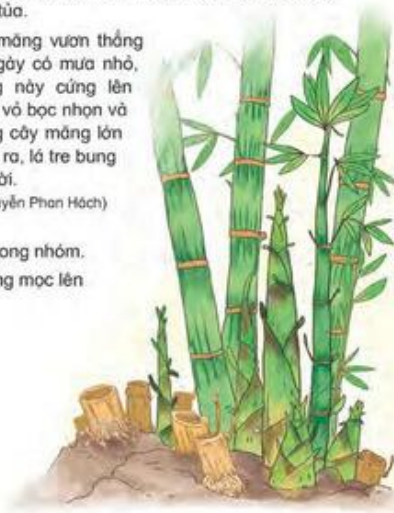 tủa.
măng vươn thẳng
gày có mưa nhỏ,
g này cứng lên
vỏ bọc nhọn và
g cây măng lớn
ra, lá tre bung
ời.
yễn Phan Hách)
ong nhóm.
ng mọc lên